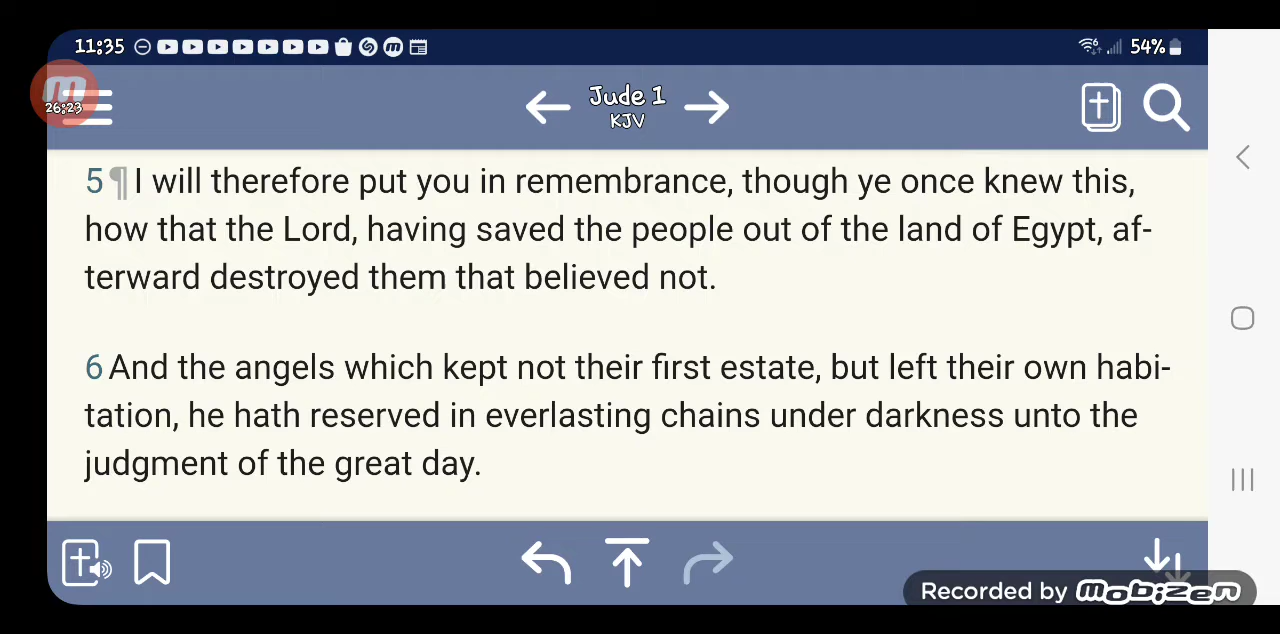 11:35
54%
26:23
Jude 1
KJV
5 ¶ I will therefore put you in remembrance, though ye once knew this,
how that the Lord, having saved the people out of the land of Egypt, af-
terward destroyed them that believed not.
6 And the angels which kept not their first estate, but left their own habi-
tation, he hath reserved in everlasting chains under darkness unto the
judgment of the great day.
Recorded by mobizen